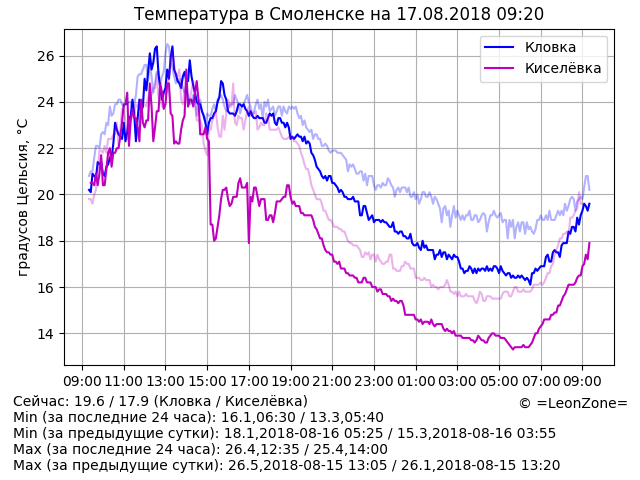 Температура в Смоленске на 17.08.2018 09:20
Кловка
Киселёвка
градусов Цельсия, °C
26
24
22
20
18
16
14
09:00 11:00 13:00 15:00 17:00 19:00 21:00 23:00 01:00 03:00 05:00 07:00 09:00
© =LeonZone=
Сейчас: 19.6 / 17.9 (Кловка / Киселёвка)
Min (за последние 24 часа): 16.1,06:30 / 13.3,05:40
Min (за предыдущие сутки): 18.1,2018-08-16 05:25 / 15.3,2018-08-16 03:55
Max (за последние 24 часа): 26.4,12:35 / 25.4,14:00
Max (за предыдущие сутки): 26.5,2018-08-15 13:05 / 26.1,2018-08-15 13:20